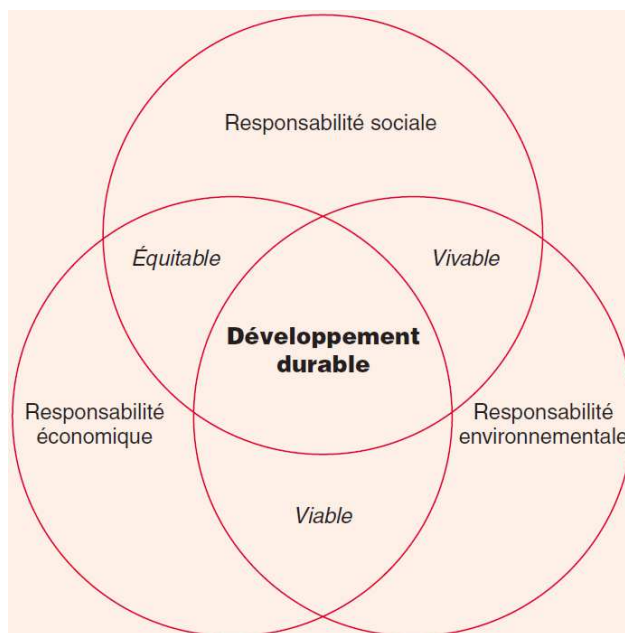 Responsabilité sociale
Équitable
Vivable
Développement
durable
Responsabilité
économique
Responsabilité
environnementale
Viable